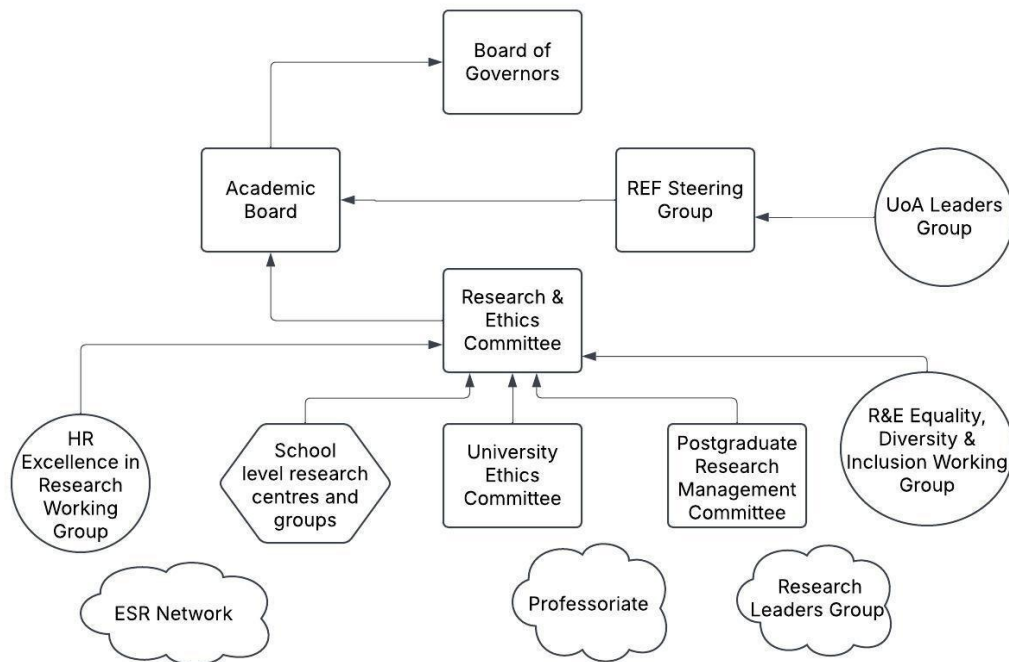 Board of
Governors
Academic
Board
REF Steering
Group
UoA Leaders
Group
Research &
Ethics
Committee
HR
Excellence in
Research
Working
Group
School
level research
centres and
groups
University
Ethics
Committee
Postgraduate
Research
Management
Committee
R&E Equality,
Diversity &
Inclusion Working
Group
ESR Network
Professoriate
Research
Leaders Group